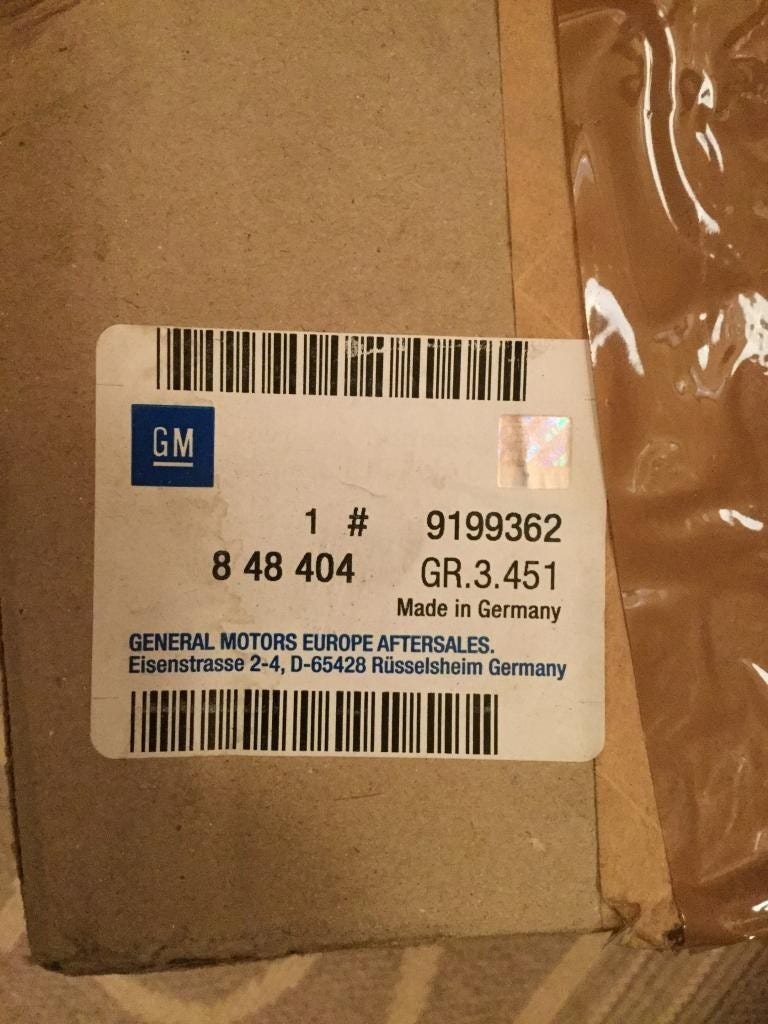 GM
1 # 9199362
8 48 404 GR.3.451
Made in Germany
GENERAL MOTORS EUROPE AFTERSALES.
Eisenstrasse 2-4, D-65428 Rüsselsheim Germany